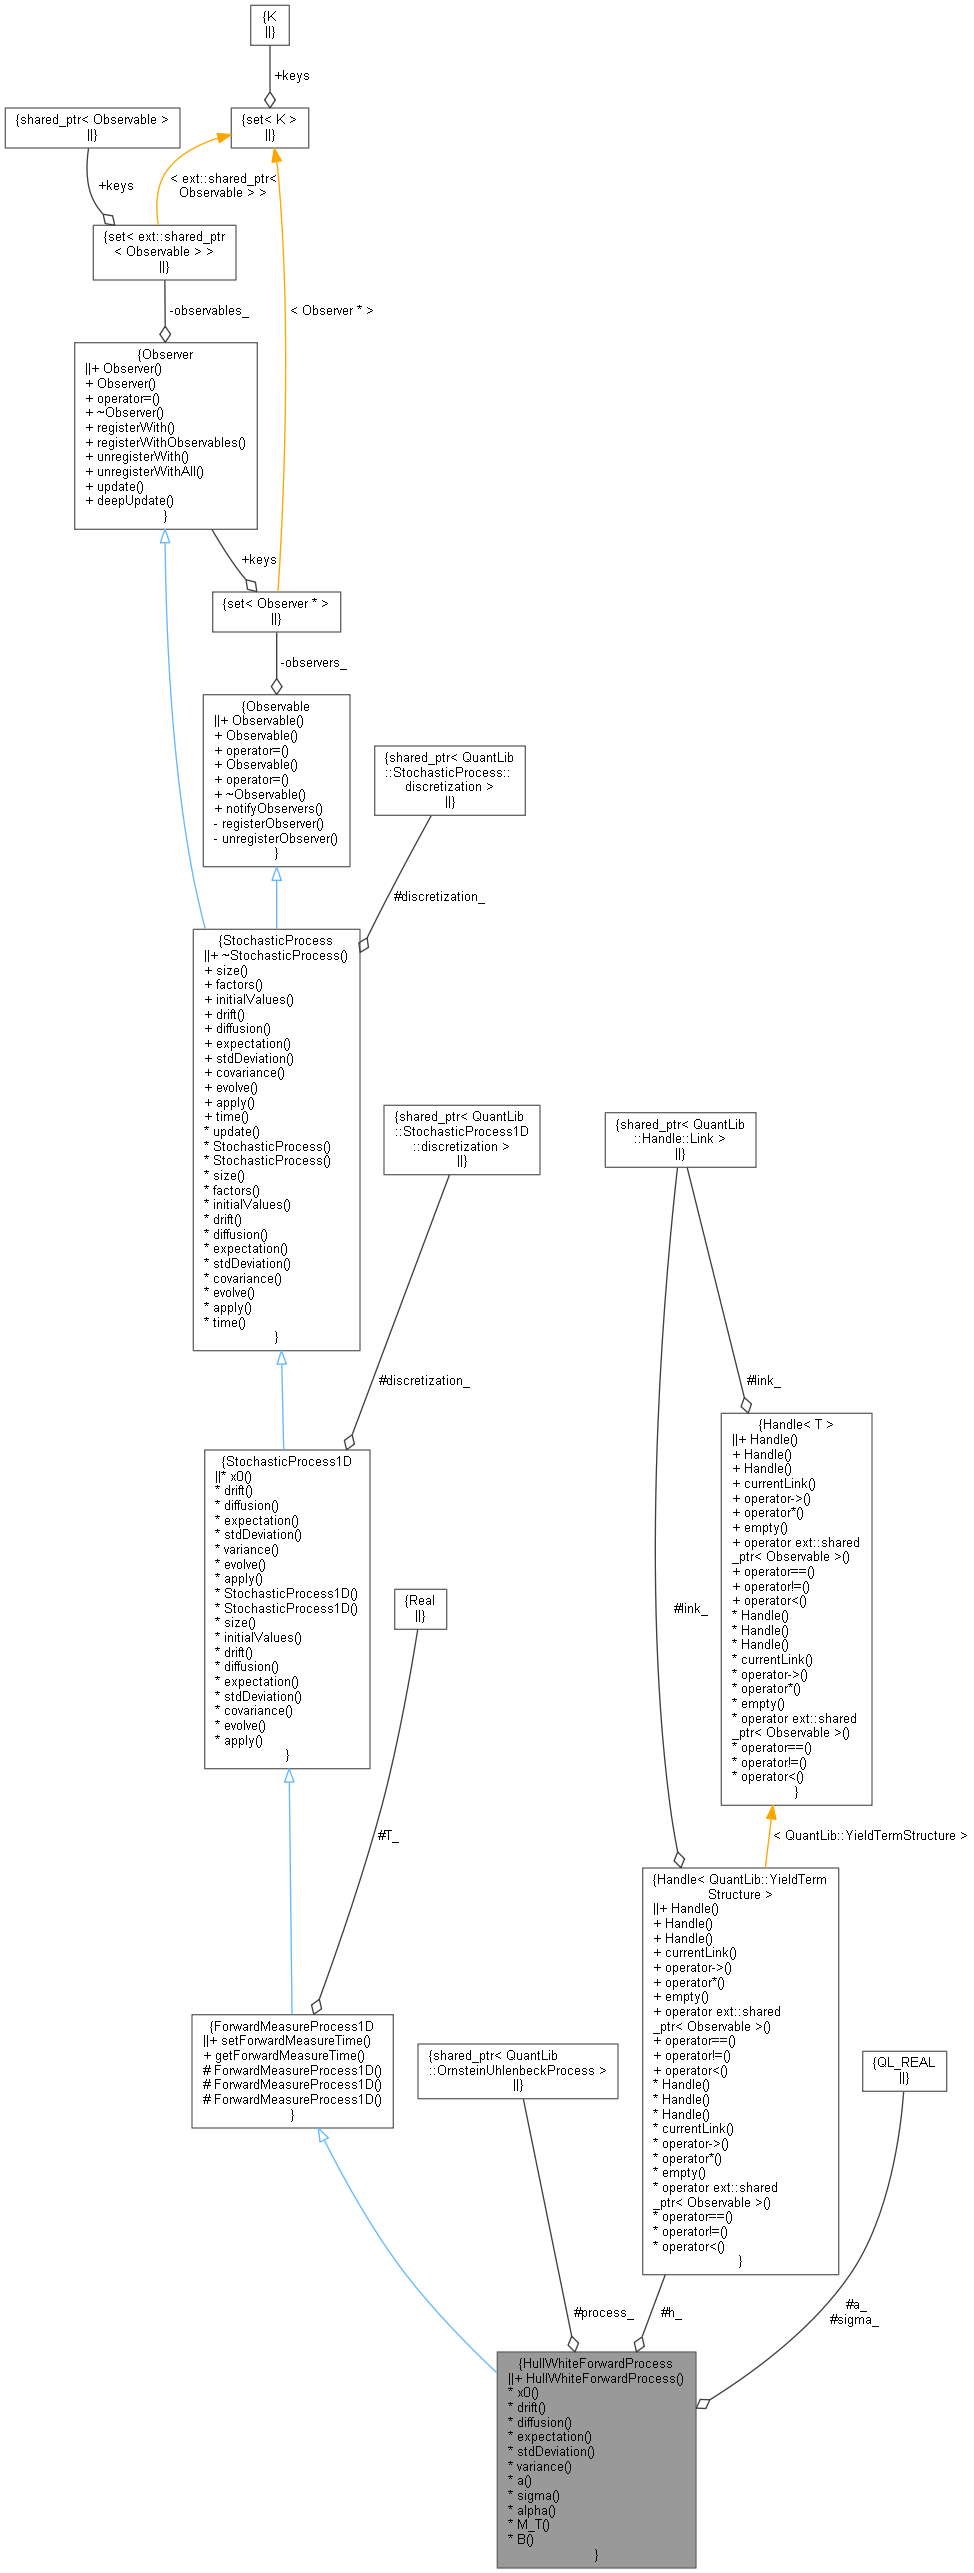 {K
||}
+keys
{shared_ptr< Observable >
||}
{set< K >
||}
+keys
< ext::shared_ptr<
Observable > >
{set< ext::shared_ptr
< Observable > >
||}
-observables_
< Observer * >
{Observer
||+ Observer()
+ Observer()
+ operator=()
+ ~Observer()
+ registerWith()
+ registerWithObservables()
+ unregisterWith()
+ unregisterWithAll()
+ update()
+ deepUpdate()
}
+keys
{set< Observer * >
||}
-observers_
{Observable
||+ Observable()
+ Observable()
+ operator=()
+ Observable()
+ operator=()
+ ~Observable()
+ notifyObservers()
- registerObserver()
- unregisterObserver()
}
{shared_ptr< QuantLib
::StochasticProcess::
discretization >
||}
#discretization_
{StochasticProcess
||+ ~StochasticProcess()
+ size()
+ factors()
+ initialValues()
+ drift()
+ diffusion()
+ expectation()
+ stdDeviation()
+ covariance()
+ evolve()
+ apply()
+ time()
* update()
* StochasticProcess()
* StochasticProcess()
* size()
* factors()
* initialValues()
* drift()
* diffusion()
* expectation()
* stdDeviation()
* covariance()
* evolve()
* apply()
* time()
}
{shared_ptr< QuantLib
::StochasticProcess1D
::discretization >
||}
{shared_ptr< QuantLib
::Handle::Link >
||}
#discretization_
#link_
{StochasticProcess1D
||* x0()
* drift()
* diffusion()
* expectation()
* stdDeviation()
* variance()
* evolve()
* apply()
* StochasticProcess1D()
* StochasticProcess1D()
* size()
* initialValues()
* drift()
* diffusion()
* expectation()
* stdDeviation()
* covariance()
* evolve()
* apply()
}
{Real
||}
#link_
{Handle< T >
||+ Handle()
+ Handle()
+ Handle()
+ currentLink()
+ operator->()
+ operator*()
+ empty()
+ operator ext::shared
_ptr< Observable >()
+ operator==()
+ operator!=()
+ operator<()
* Handle()
* Handle()
* Handle()
* currentLink()
* operator->()
* operator*()
* empty()
* operator ext::shared
_ptr< Observable >()
* operator==()
* operator!=()
* operator<()
}
#T_
< QuantLib::YieldTermStructure >
{Handle< QuantLib::YieldTerm
Structure >
||+ Handle()
+ Handle()
+ Handle()
+ currentLink()
+ operator->()
+ operator*()
+ empty()
+ operator ext::shared
_ptr< Observable >()
+ operator==()
+ operator!=()
+ operator<()
* Handle()
* Handle()
* Handle()
* currentLink()
* operator->()
* operator*()
* empty()
* operator ext::shared
_ptr< Observable >()
* operator==()
* operator!=()
* operator<()
}
{ForwardMeasureProcess1D
||+ setForwardMeasureTime()
+ getForwardMeasureTime()
# ForwardMeasureProcess1D()
# ForwardMeasureProcess1D()
# ForwardMeasureProcess1D()
}
{shared_ptr< QuantLib
::OrnsteinUhlenbeckProcess >
||}
{QL_REAL
||}
#process_
#h_
#a_
#sigma_
{HullWhiteForwardProcess
||+ HullWhiteForwardProcess()
* x0()
* drift()
* diffusion()
* expectation()
* stdDeviation()
* variance()
* a()
* sigma()
* alpha()
* M_T()
* B()
}